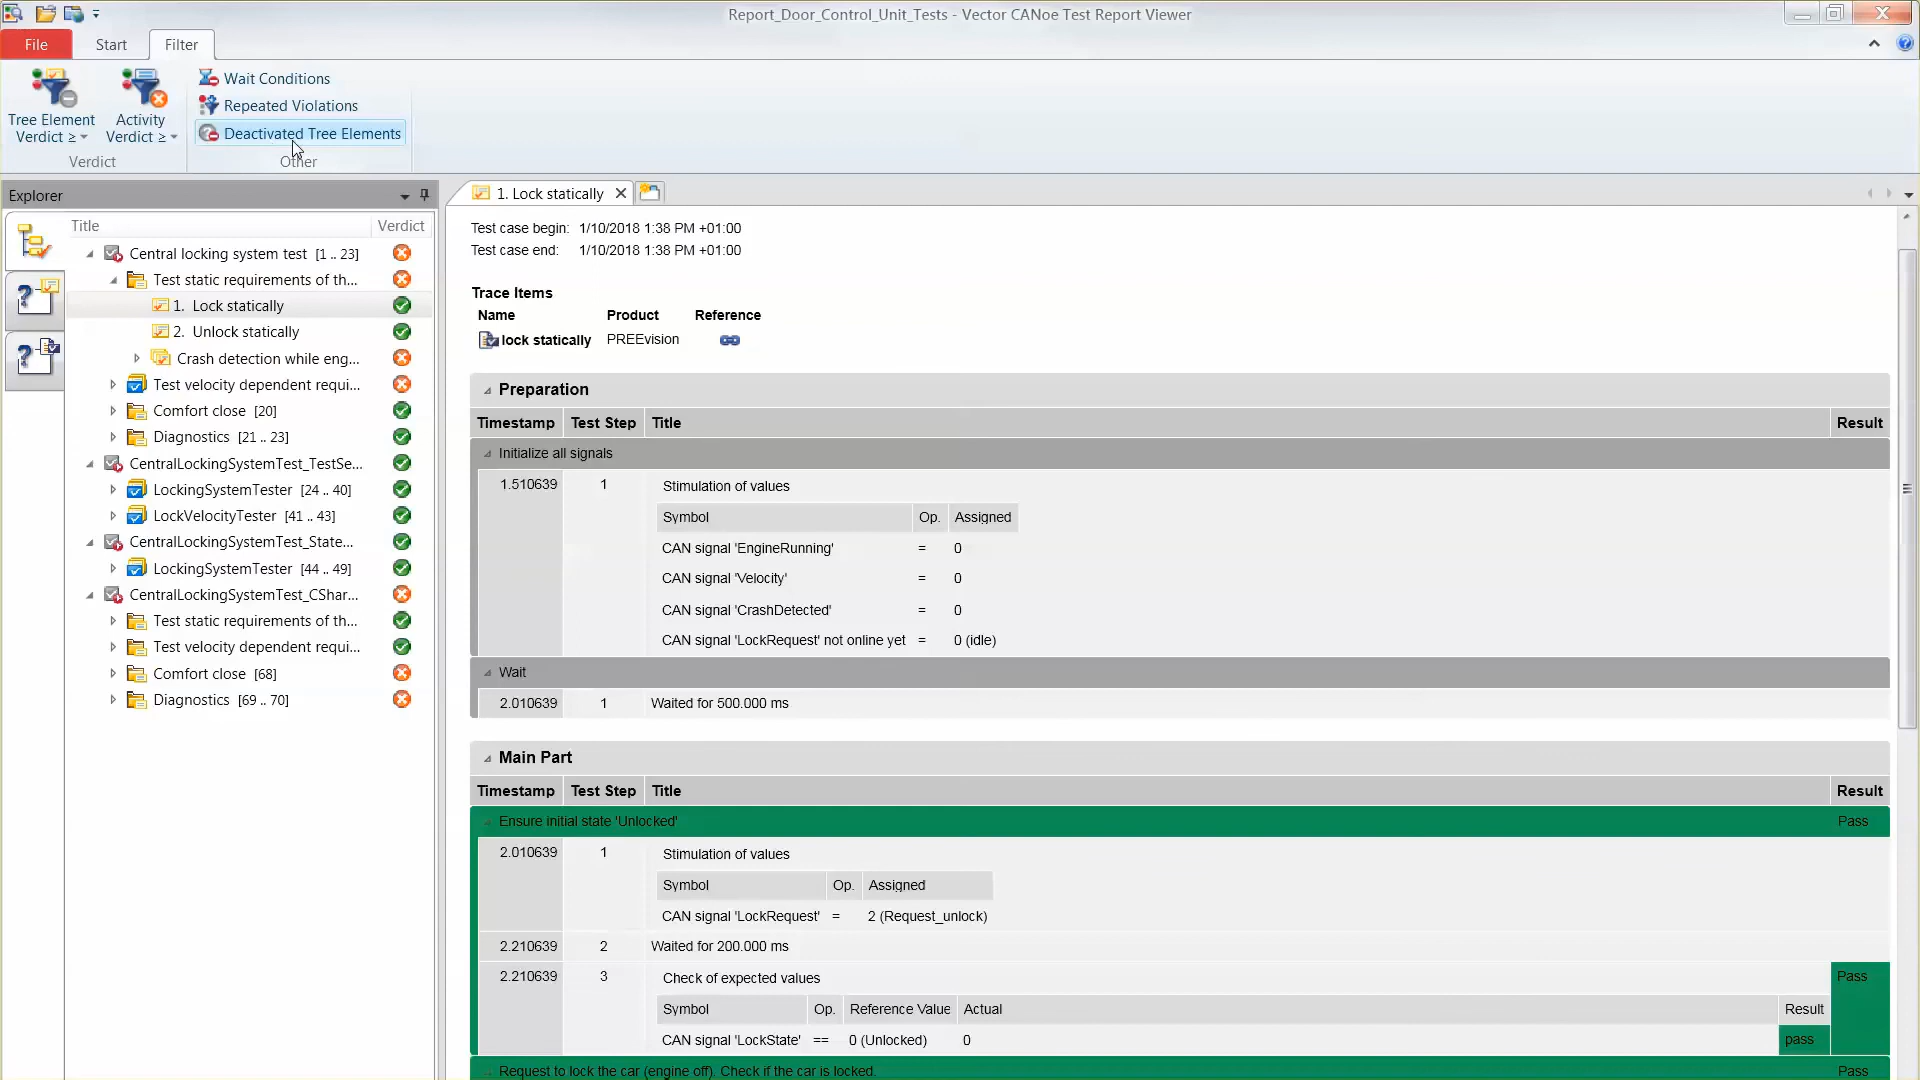 Report_Door_Control_Unit_Tests - Vector CANoe Test Report Viewer
File Start Filter
Tree Element Verdict ≥
Activity Verdict ≥
Verdict
Wait Conditions
Repeated Violations
Deactivated Tree Elements
Other
Explorer
Title Verdict
Central locking system test [1 .. 23]
Test static requirements of th...
1. Lock statically
2. Unlock statically
Crash detection while eng...
Test velocity dependent requi...
Comfort close [20]
Diagnostics [21 .. 23]
CentralLockingSystemTest_TestSe...
LockingSystemTester [24 .. 40]
LockVelocityTester [41 .. 43]
CentralLockingSystemTest_State...
LockingSystemTester [44 .. 49]
CentralLockingSystemTest_CShar...
Test static requirements of th...
Test velocity dependent requi...
Comfort close [68]
Diagnostics [69 .. 70]
1. Lock statically
Test case begin: 1/10/2018 1:38 PM +01:00
Test case end: 1/10/2018 1:38 PM +01:00
Trace Items
Name Product Reference
lock statically PREEvision
Preparation
Timestamp Test Step Title Result
Initialize all signals
1.510639 1 Stimulation of values
Symbol Op. Assigned
CAN signal 'EngineRunning' = 0
CAN signal 'Velocity' = 0
CAN signal 'CrashDetected' = 0
CAN signal 'LockRequest' not online yet = 0 (idle)
Wait
2.010639 1 Waited for 500.000 ms
Main Part
Timestamp Test Step Title Result
Ensure initial state 'Unlocked' Pass
2.010639 1 Stimulation of values
Symbol Op. Assigned
CAN signal 'LockRequest' = 2 (Request_unlock)
2.210639 2 Waited for 200.000 ms
2.210639 3 Check of expected values Pass
Symbol Op. Reference Value Actual Result
CAN signal 'LockState' == 0 (Unlocked) 0 pass
Request to lock the car (engine off). Check if the car is locked. Pass